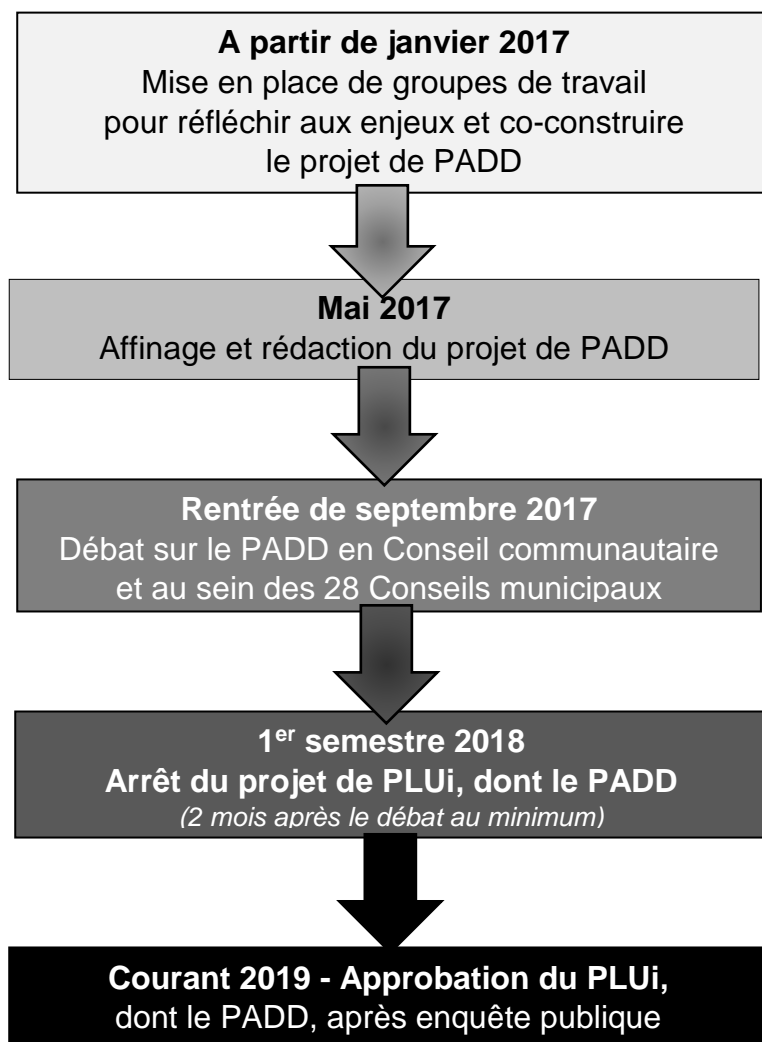 A partir de janvier 2017
Mise en place de groupes de travail
pour réfléchir aux enjeux et co-construire
le projet de PADD
Mai 2017
Affinage et rédaction du projet de PADD
Rentrée de septembre 2017
Débat sur le PADD en Conseil communautaire
et au sein des 28 Conseils municipaux
1er semestre 2018
Arrêt du projet de PLUi, dont le PADD
(2 mois après le débat au minimum)
Courant 2019 - Approbation du PLUi,
dont le PADD, après enquête publique